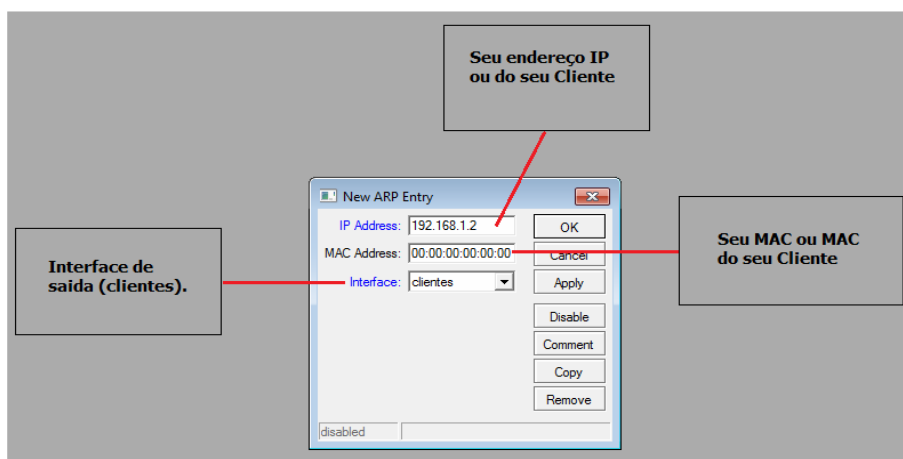 Seu endereço IP
ou do seu Cliente
New ARP Entry
IP Address: 192.168.1.2 OK
MAC Address: 00:00:00:00:00:00 Cancel
Interface: clientes Apply
Disable
Comment
Copy
Remove
disabled
Interface de
saida (clientes).
Seu MAC ou MAC
do seu Cliente